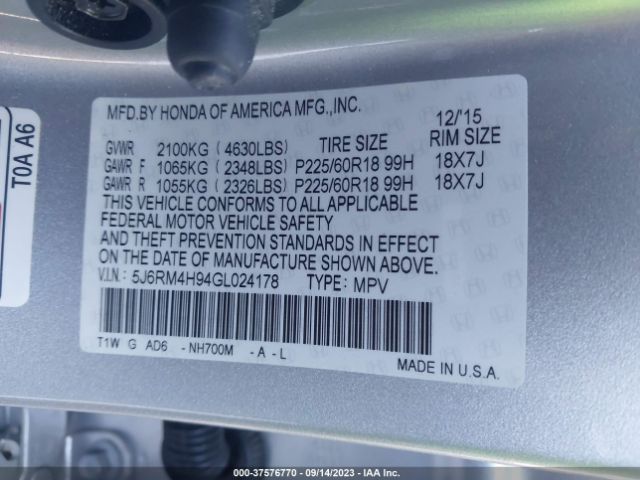 MFD.BY HONDA OF AMERICA MFG.,INC. 12/'15
GVWR 2100KG (4630LBS) TIRE SIZE RIM SIZE
GAWR F 1065KG (2348LBS) P225/60R18 99H 18X7J
GAWR R 1055KG (2326LBS) P225/60R18 99H 18X7J
THIS VEHICLE CONFORMS TO ALL APPLICABLE
FEDERAL MOTOR VEHICLE SAFETY
AND THEFT PREVENTION STANDARDS IN EFFECT
ON THE DATE OF MANUFACTURE SHOWN ABOVE.
V.I.N.: 5J6RM4H94GL024178 TYPE: MPV
T1W G AD6 -NH700M -A-L
MADE IN U.S.A.
T0A A6
00-37576770 - 09/14/2023 - IAA Inc.